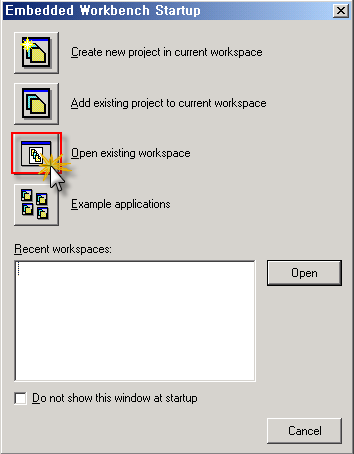 Embedded Workbench Startup
Create new project in current workspace
Add existing project to current workspace
Open existing workspace
Example applications
Recent workspaces:
Open
Do not show this window at startup
Cancel